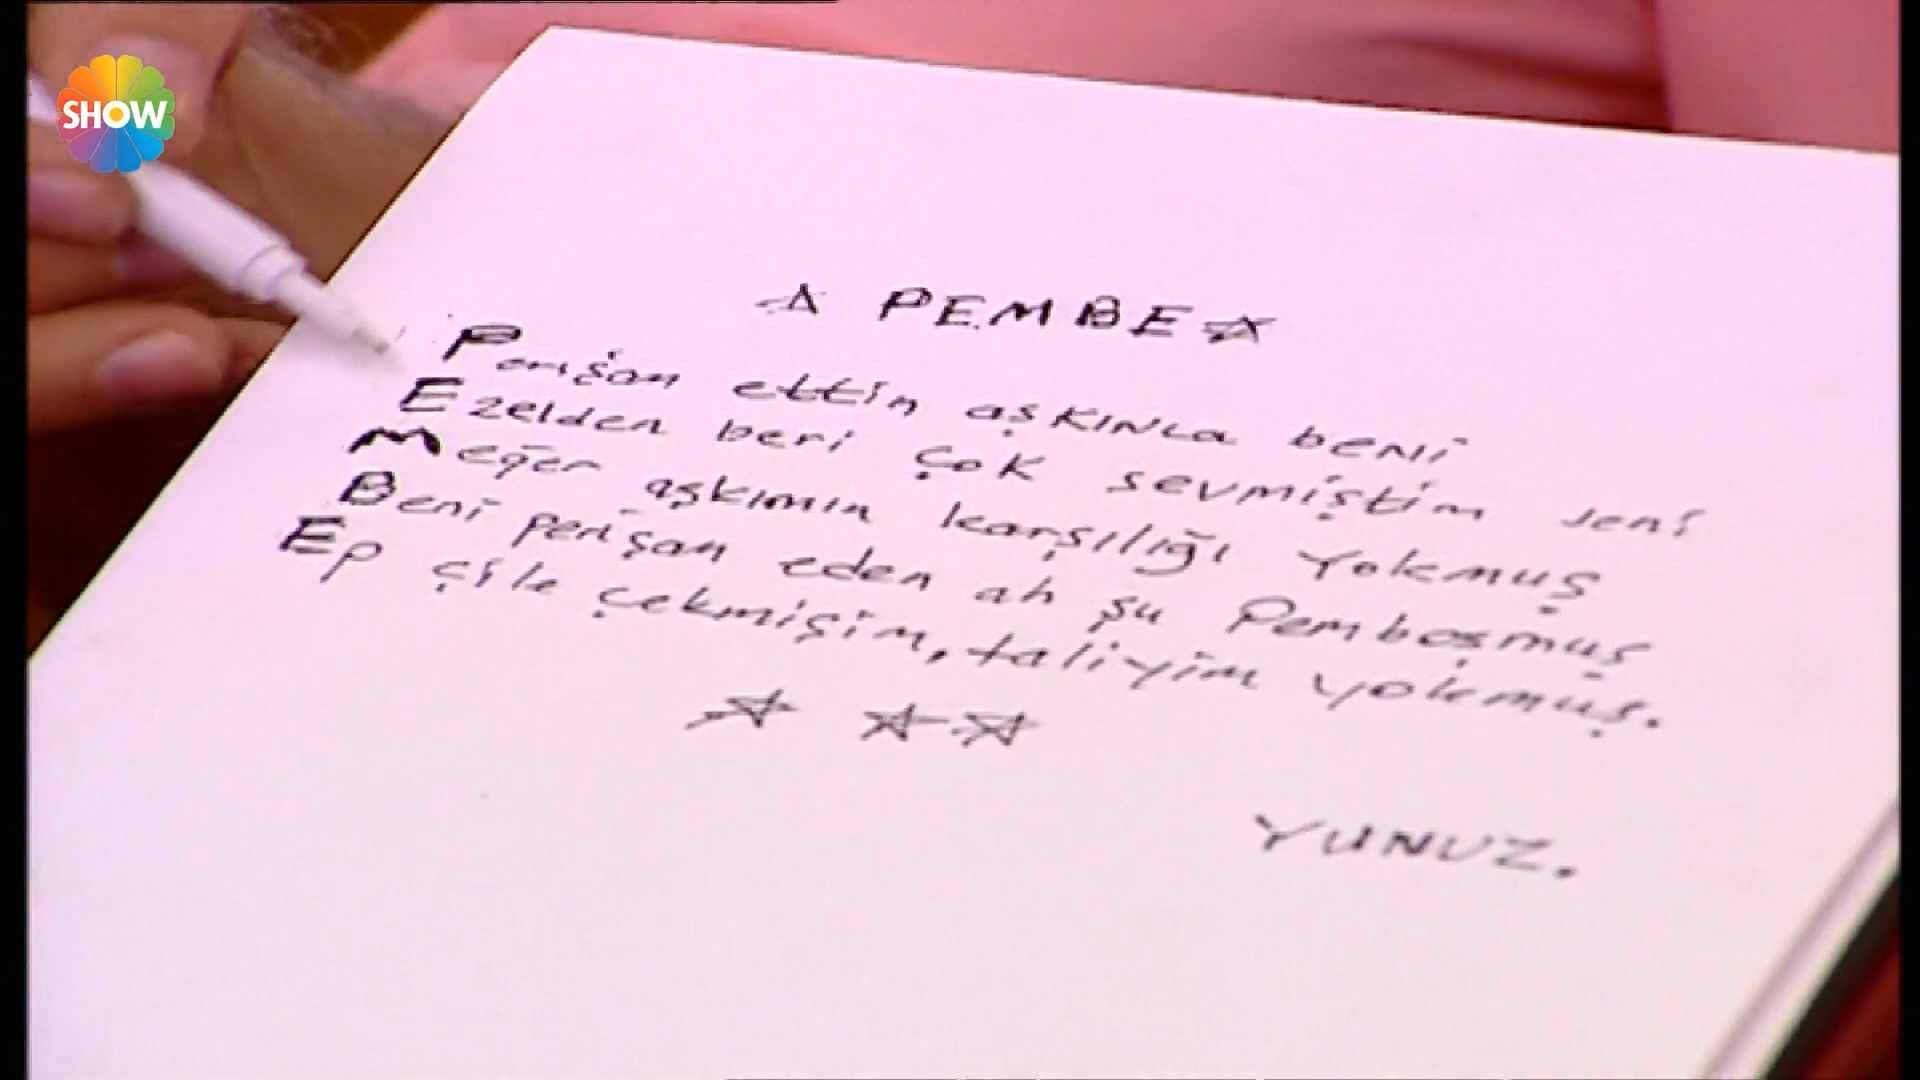 SHOW
PEMBE
Perişan ettin aşkınla beni
Ezelden beri çok sevmiştim seni
Meğer aşkımın karşılığı yokmuş
Beni perişan eden ah şu Pemboşmuş
Ep çile çekmişim, taliyim yokmuş.
YUNUZ.